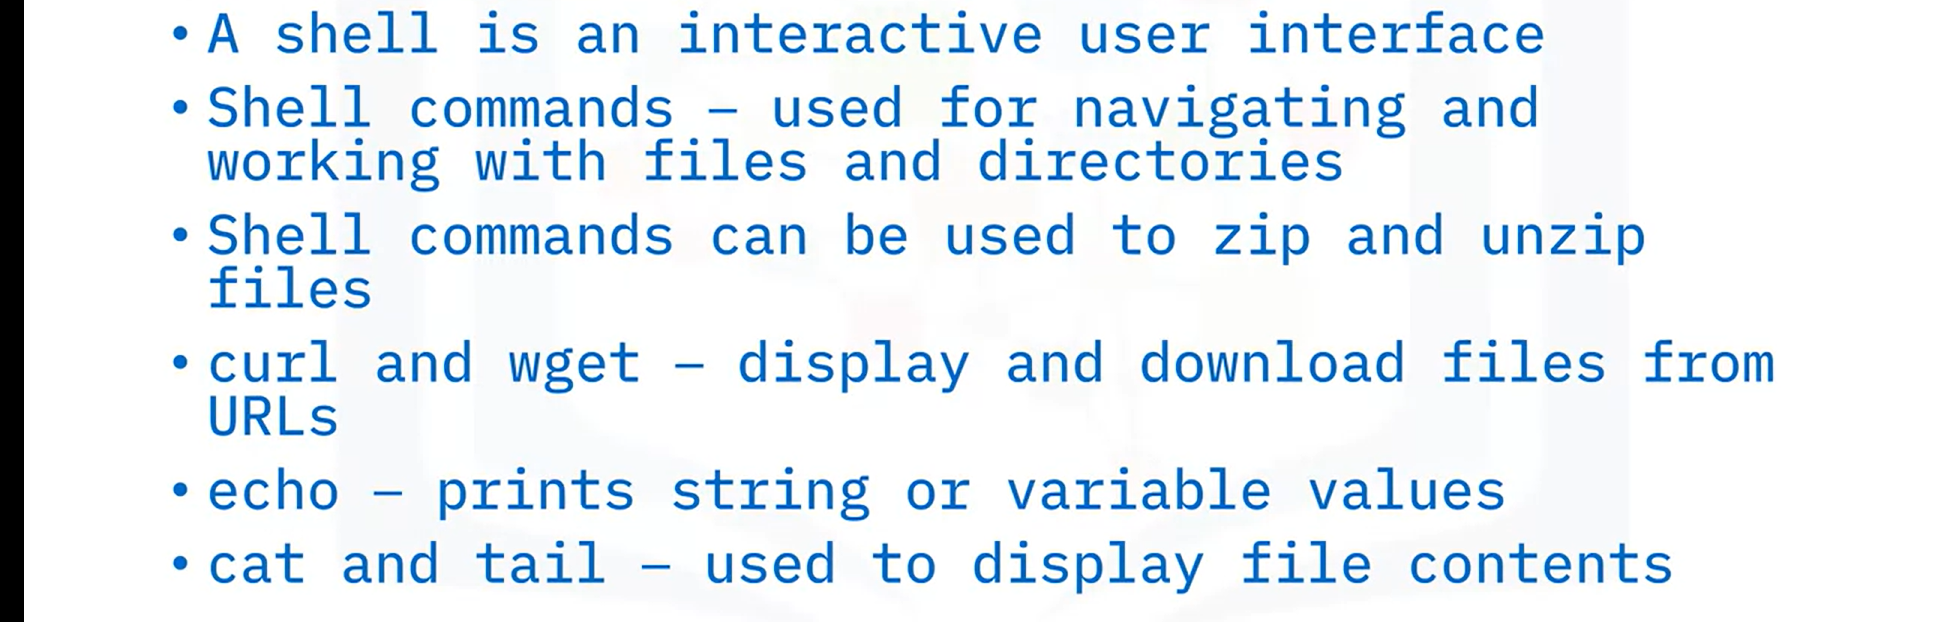 • A shell is an interactive user interface
• Shell commands – used for navigating and
working with files and directories
• Shell commands can be used to zip and unzip
files
• curl and wget – display and download files from
URLs
• echo – prints string or variable values
• cat and tail – used to display file contents